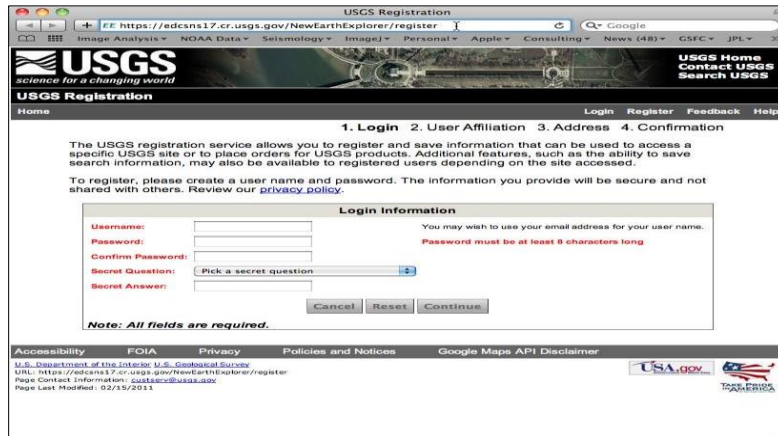 USGS Registration
EE https://edcsns17.cr.usgs.gov/NewEarthExplorer/register
Google
Image Analysis NOAA Data Seismology ImageJ Personal Apple Consulting News (48) GSFC JPL
USGS
science for a changing world
USGS Home
Contact USGS
Search USGS
USGS Registration
Home Login Register Feedback Help
1. Login 2. User Affiliation 3. Address 4. Confirmation
The USGS registration service allows you to register and save information that can be used to access a
specific USGS site or to place orders for USGS products. Additional features, such as the ability to save
search information, may also be available to registered users depending on the site accessed.
To register, please create a user name and password. The information you provide will be secure and not
shared with others. Review our privacy policy.
Login Information
Username: You may wish to use your email address for your user name.
Password: Password must be at least 8 characters long
Confirm Password:
Secret Question: Pick a secret question
Secret Answer:
Cancel Reset Continue
Note: All fields are required.
Accessibility FOIA Privacy Policies and Notices Google Maps API Disclaimer
U.S. Department of the Interior U.S. Geological Survey
URL: https://edcsns17.cr.usgs.gov/NewEarthExplorer/register
Page Contact Information: custserv@usgs.gov
Page Last Modified: 02/15/2011
USA.gov
TAKE PRIDE
IN AMERICA